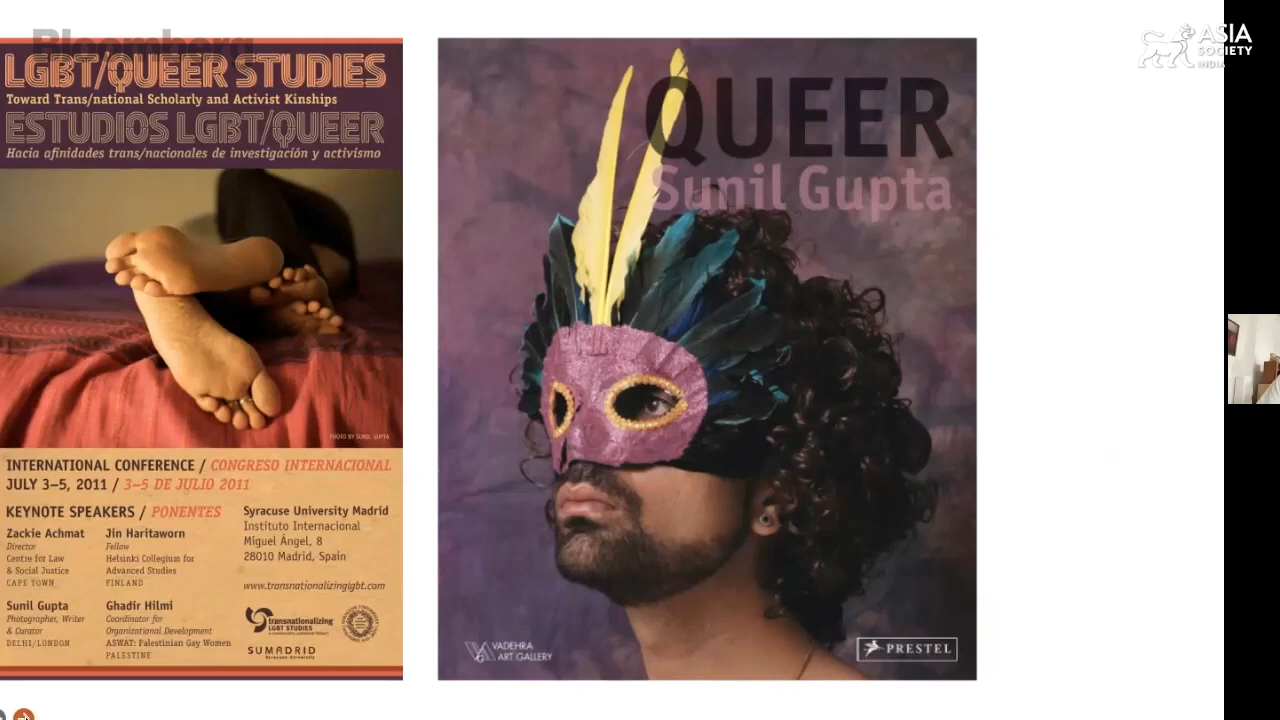 Bloomberg
LGBT/QUEER STUDIES
Toward Trans/national Scholarly and Activist Kinships
ESTUDIOS LGBT/QUEER
Hacia afinidades trans/nacionales de investigación y activismo
PHOTO BY SUNIL GUPTA
INTERNATIONAL CONFERENCE / CONGRESO INTERNACIONAL
JULY 3–5, 2011 / 3–5 DE JULIO 2011
KEYNOTE SPEAKERS / PONENTES
Zackie Achmat
Director
Centre for Law
& Social Justice
CAPE TOWN
Jin Haritaworn
Fellow
Helsinki Collegium for
Advanced Studies
FINLAND
Sunil Gupta
Photographer, Writer
& Curator
DELHI/LONDON
Ghadir Hilmi
Coordinator for
Organizational Development
ASWAT: Palestinian Gay Women
PALESTINE
Syracuse University Madrid
Instituto Internacional
Miguel Ángel, 8
28010 Madrid, Spain
www.transnationalizinglgbt.com
transnationalizing
LGBT STUDIES
SUMADRID
Syracuse University
QUEER
Sunil Gupta
VADEHRA
ART GALLERY
PRESTEL
ASIA
SOCIETY
INDIA